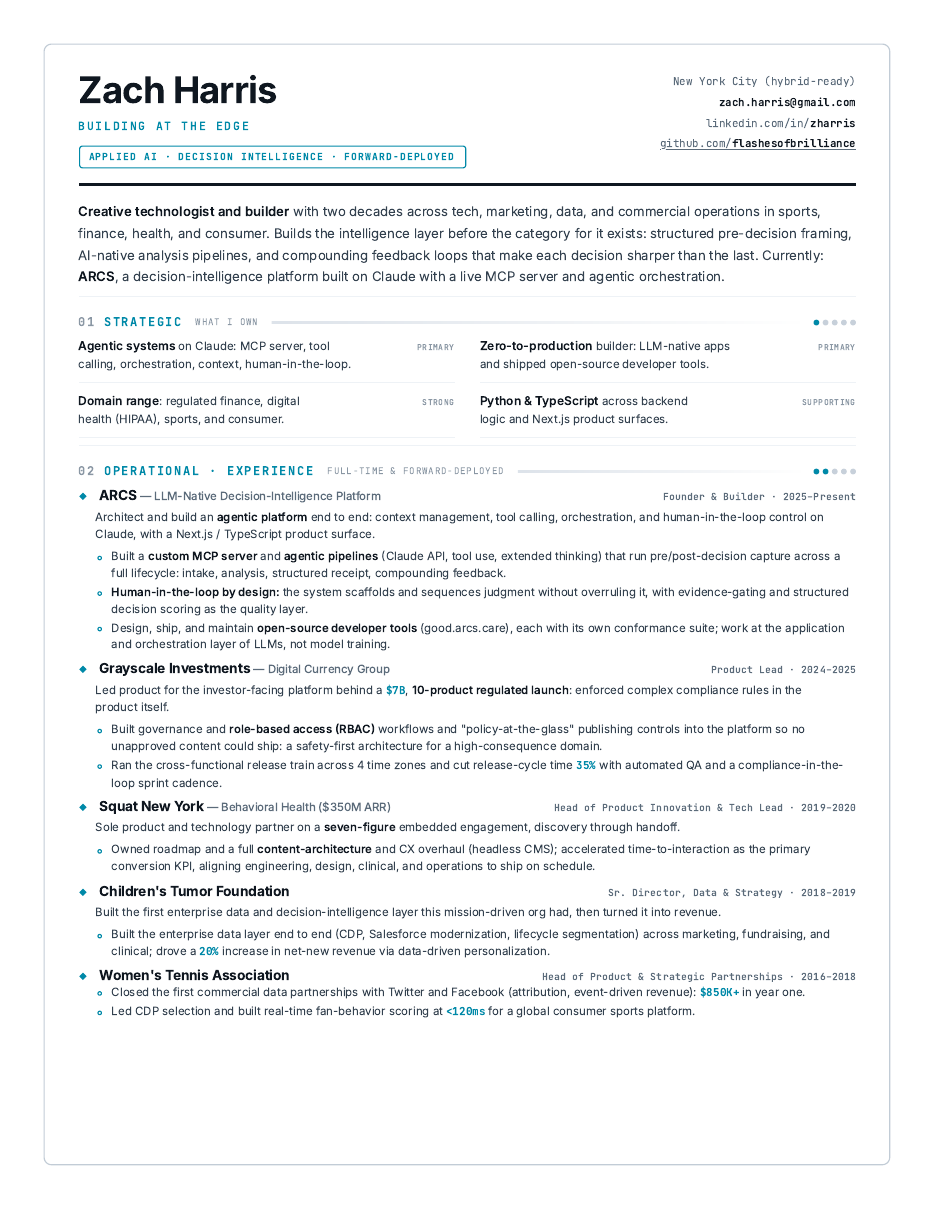 Zach Harris
BUILDING AT THE EDGE
APPLIED AI · DECISION INTELLIGENCE · FORWARD-DEPLOYED
New York City (hybrid-ready)
zach.harris@gmail.com
linkedin.com/in/zharris
github.com/flashesofbrilliance
Creative technologist and builder with two decades across tech, marketing, data, and commercial operations in sports,
finance, health, and consumer. Builds the intelligence layer before the category for it exists: structured pre-decision framing,
AI-native analysis pipelines, and compounding feedback loops that make each decision sharper than the last. Currently:
ARCS, a decision-intelligence platform built on Claude with a live MCP server and agentic orchestration.
01 STRATEGIC WHAT I OWN
Agentic systems on Claude: MCP server, tool PRIMARY
calling, orchestration, context, human-in-the-loop.
Zero-to-production builder: LLM-native apps PRIMARY
and shipped open-source developer tools.
Domain range: regulated finance, digital STRONG
health (HIPAA), sports, and consumer.
Python & TypeScript across backend SUPPORTING
logic and Next.js product surfaces.
02 OPERATIONAL · EXPERIENCE FULL-TIME & FORWARD-DEPLOYED
ARCS — LLM-Native Decision-Intelligence Platform Founder & Builder · 2025–Present
Architect and build an agentic platform end to end: context management, tool calling, orchestration, and human-in-the-loop control on
Claude, with a Next.js / TypeScript product surface.
Built a custom MCP server and agentic pipelines (Claude API, tool use, extended thinking) that run pre/post-decision capture across a
full lifecycle: intake, analysis, structured receipt, compounding feedback.
Human-in-the-loop by design: the system scaffolds and sequences judgment without overruling it, with evidence-gating and structured
decision scoring as the quality layer.
Design, ship, and maintain open-source developer tools (good.arcs.care), each with its own conformance suite; work at the application
and orchestration layer of LLMs, not model training.
Grayscale Investments — Digital Currency Group Product Lead · 2024–2025
Led product for the investor-facing platform behind a $7B, 10-product regulated launch: enforced complex compliance rules in the
product itself.
Built governance and role-based access (RBAC) workflows and "policy-at-the-glass" publishing controls into the platform so no
unapproved content could ship: a safety-first architecture for a high-consequence domain.
Ran the cross-functional release train across 4 time zones and cut release-cycle time 35% with automated QA and a compliance-in-the-
loop sprint cadence.
Squat New York — Behavioral Health ($350M ARR) Head of Product Innovation & Tech Lead · 2019–2020
Sole product and technology partner on a seven-figure embedded engagement, discovery through handoff.
Owned roadmap and a full content-architecture and CX overhaul (headless CMS); accelerated time-to-interaction as the primary
conversion KPI, aligning engineering, design, clinical, and operations to ship on schedule.
Children's Tumor Foundation Sr. Director, Data & Strategy · 2018–2019
Built the first enterprise data and decision-intelligence layer this mission-driven org had, then turned it into revenue.
Built the enterprise data layer end to end (CDP, Salesforce modernization, lifecycle segmentation) across marketing, fundraising, and
clinical; drove a 20% increase in net-new revenue via data-driven personalization.
Women's Tennis Association Head of Product & Strategic Partnerships · 2016–2018
Closed the first commercial data partnerships with Twitter and Facebook (attribution, event-driven revenue): $850K+ in year one.
Led CDP selection and built real-time fan-behavior scoring at <120ms for a global consumer sports platform.